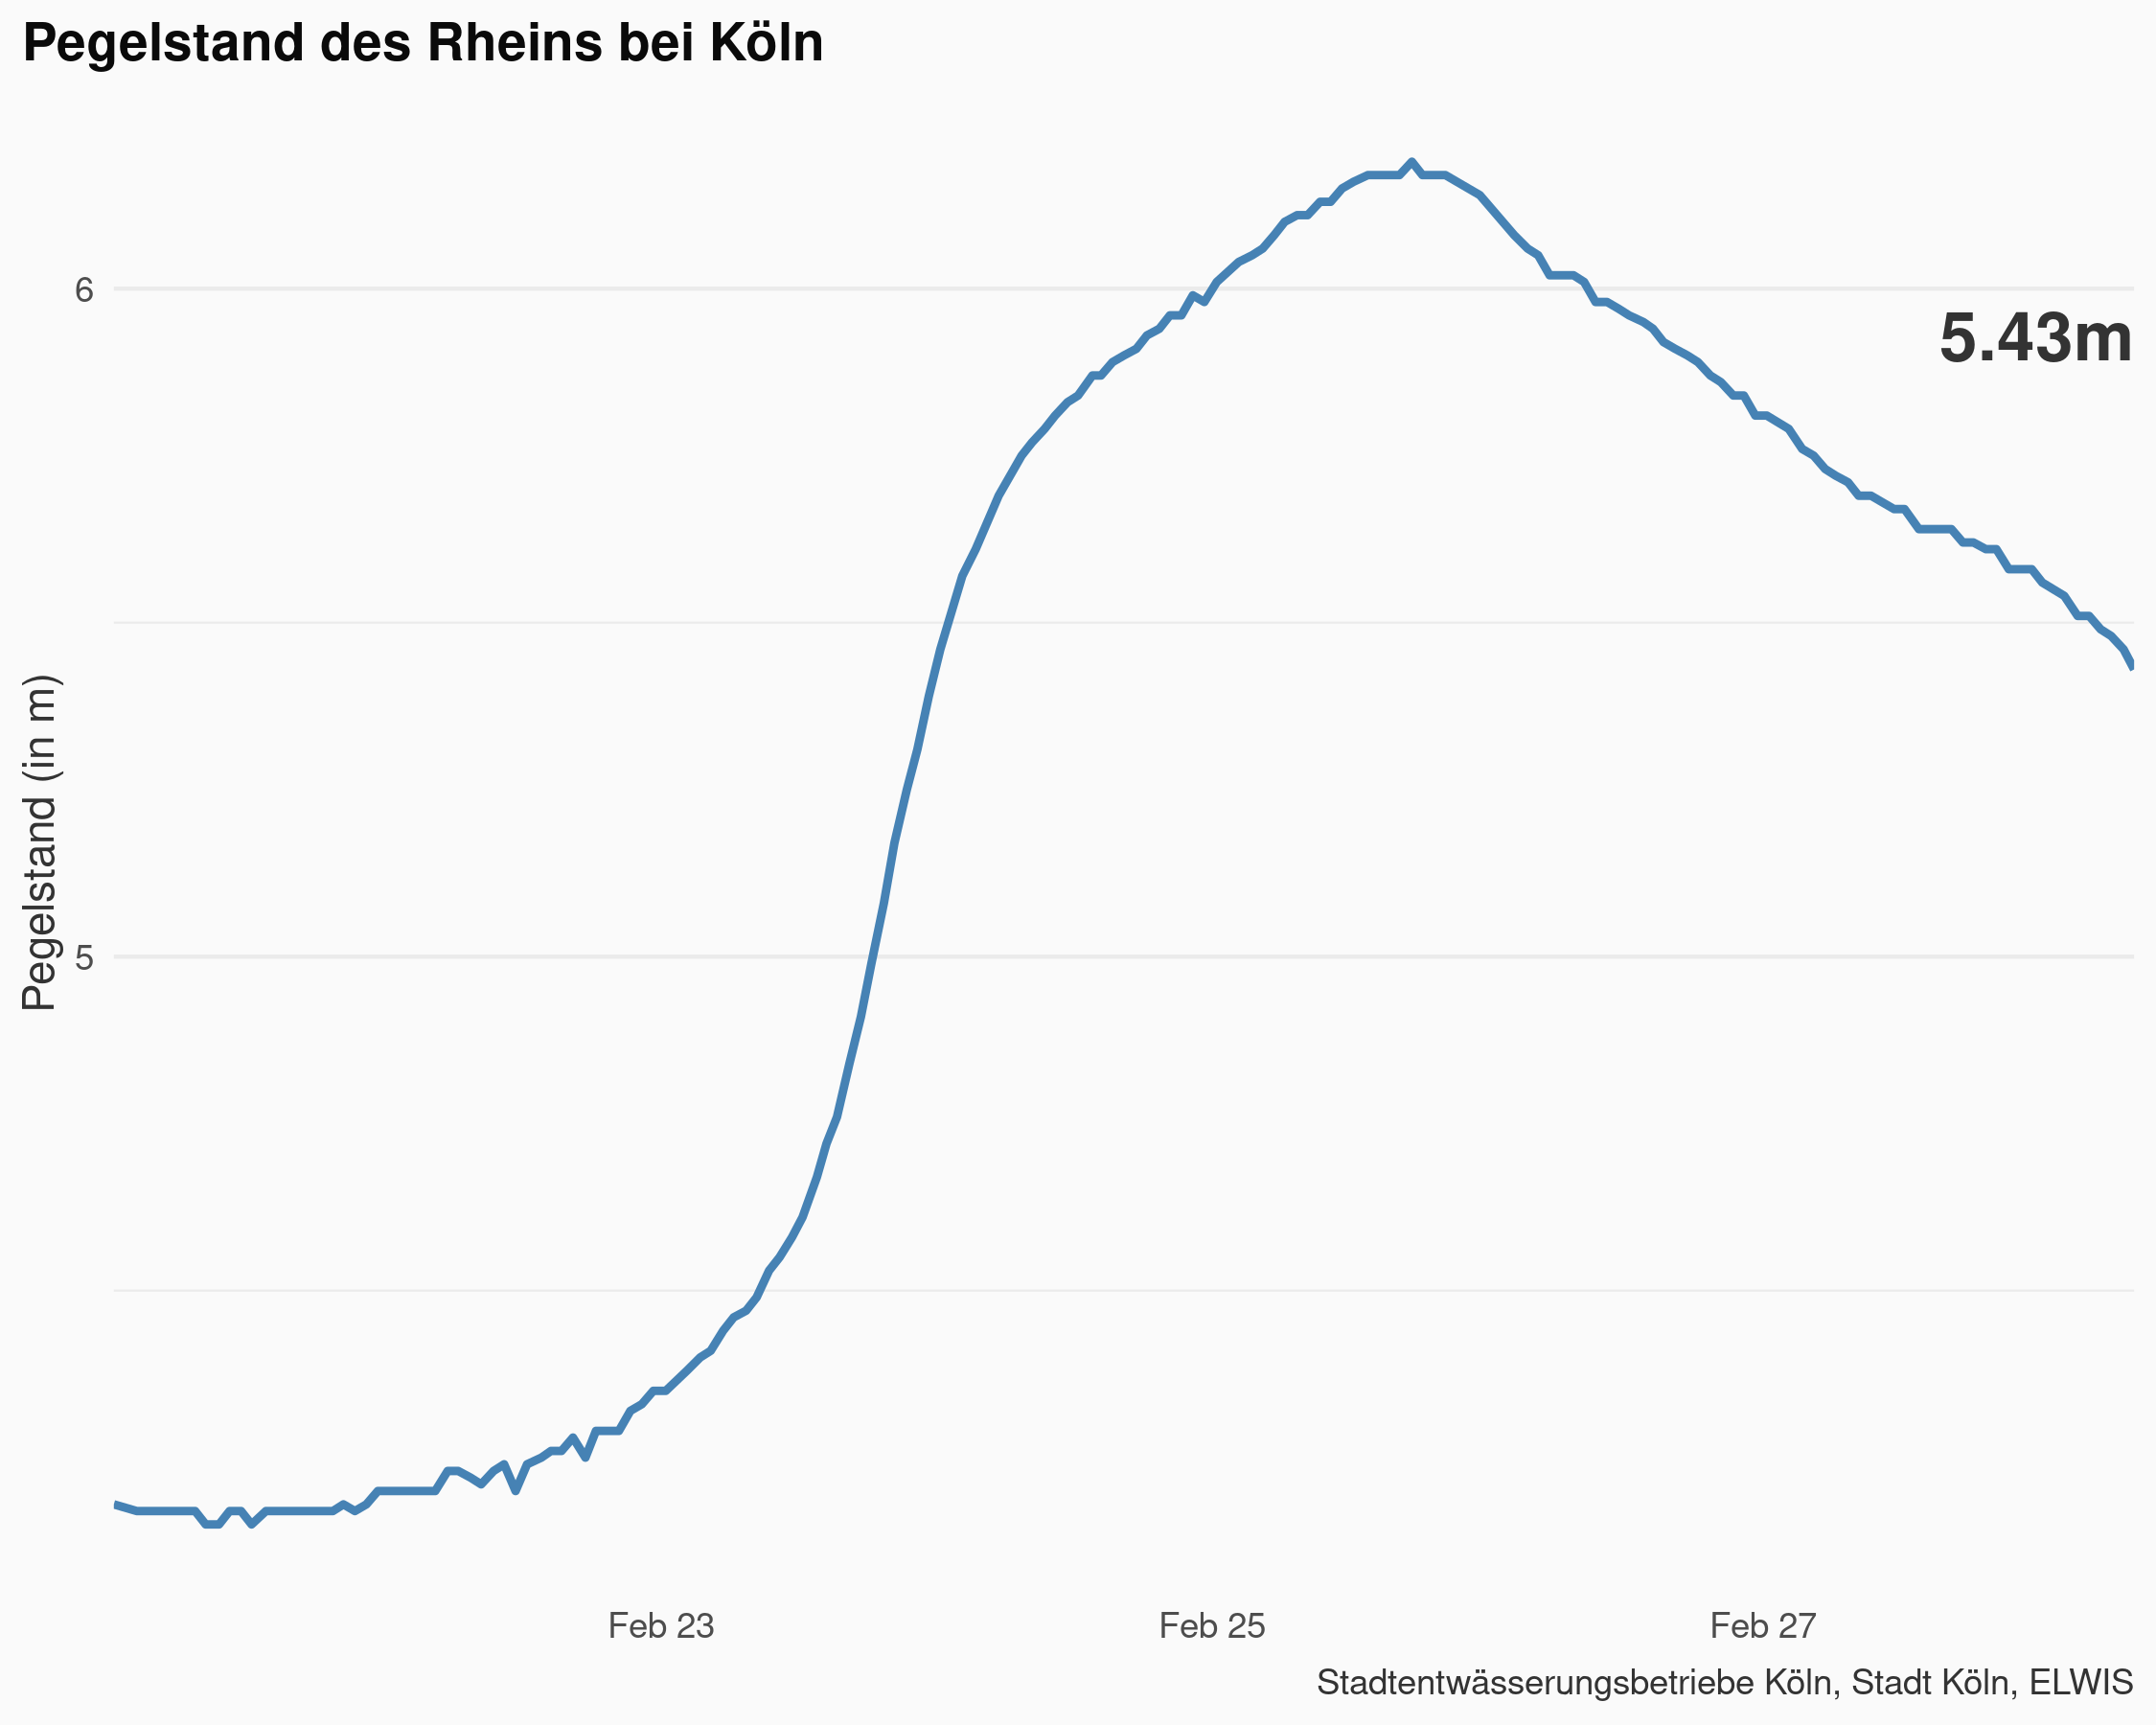 Pegelstand des Rheins bei Köln
Pegelstand (in m)
6
5
5.43m
Feb 23
Feb 25
Feb 27
Stadtentwässerungsbetriebe Köln, Stadt Köln, ELWIS